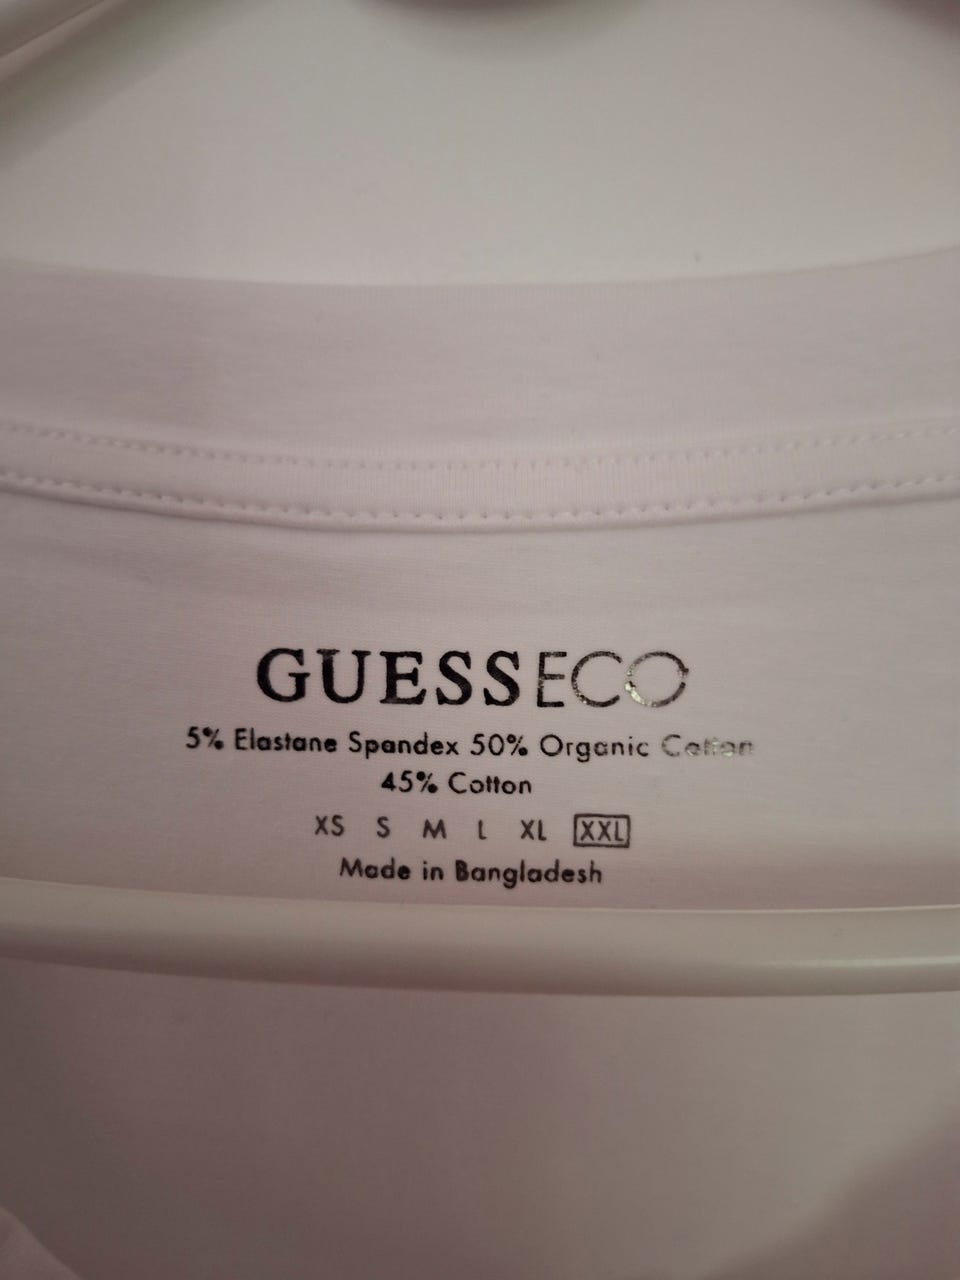 GUESSECO
5% Elastane Spandex 50% Organic Cotton
45% Cotton
XS S M L XL XXL
Made in Bangladesh